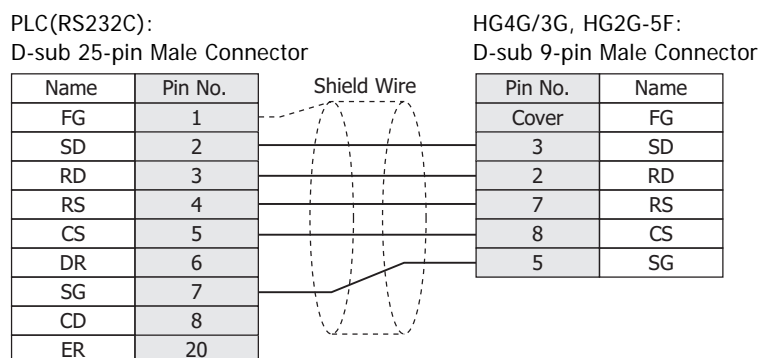 PLC(RS232C): HG4G/3G, HG2G-5F:
D-sub 25-pin Male Connector D-sub 9-pin Male Connector
Name Pin No. Shield Wire Pin No. Name
FG 1 Cover FG
SD 2 3 SD
RD 3 2 RD
RS 4 7 RS
CS 5 8 CS
DR 6 5 SG
SG 7
CD 8
ER 20